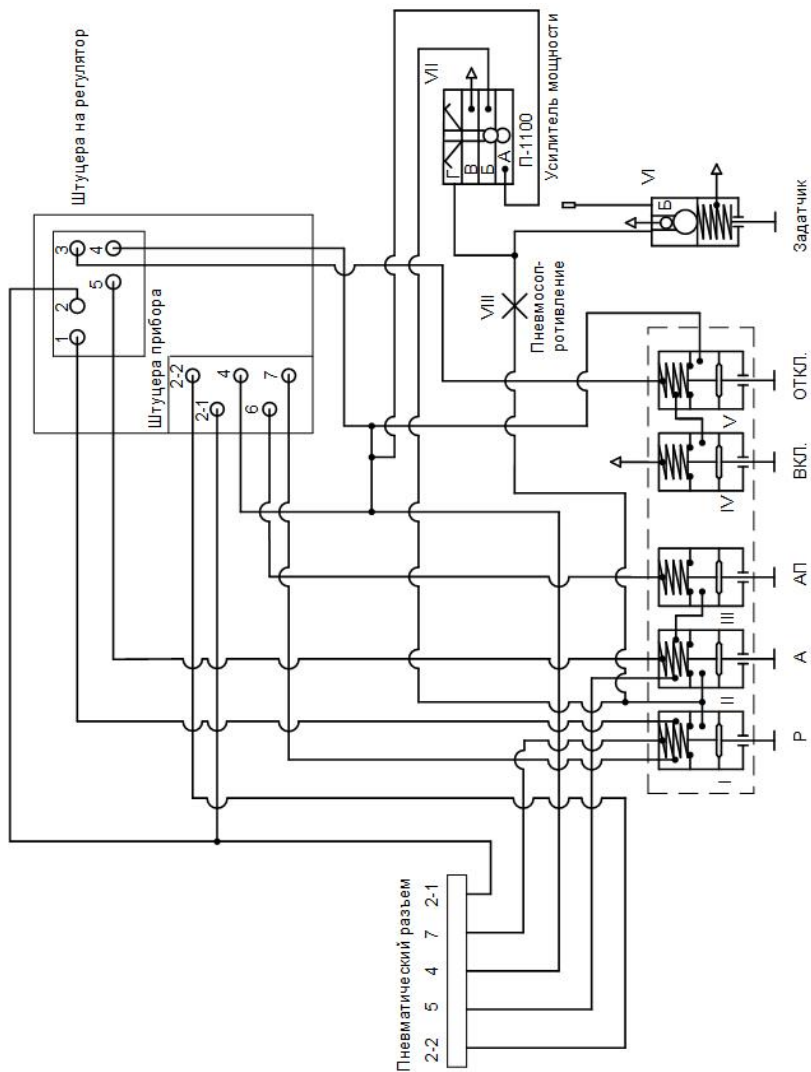 Штуцера на регулятор
1
2
3
5
4
Штуцера прибора
2-2
2-1
4
6
7
VII
Г
В
Б
А
П-1100
Усилитель мощности
VIII
Пневмосоп-
ротивление
VI
Б
Задатчик
Пневматический разъем
2-2
5
4
7
2-1
I
II
III
IV
V
Р
А
АП
ВКЛ.
ОТКЛ.